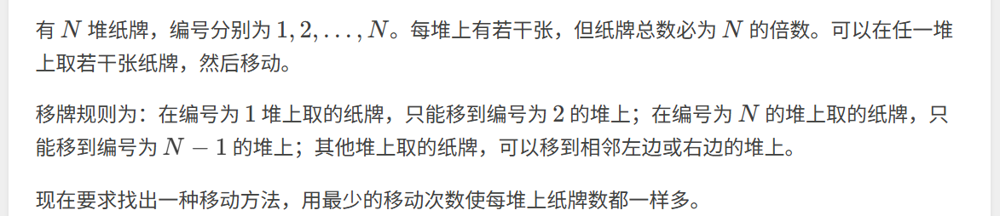 有 N 堆纸牌，编号分别为 1, 2, . . . , N。每堆上有若干张，但纸牌总数必为 N 的倍数。可以在任一堆
上取若干张纸牌，然后移动。
移牌规则为：在编号为 1 堆上取的纸牌，只能移到编号为 2 的堆上；在编号为 N 的堆上取的纸牌，只
能移到编号为 N − 1 的堆上；其他堆上取的纸牌，可以移到相邻左边或右边的堆上。
现在要求找出一种移动方法，用最少的移动次数使每堆上纸牌数都一样多。